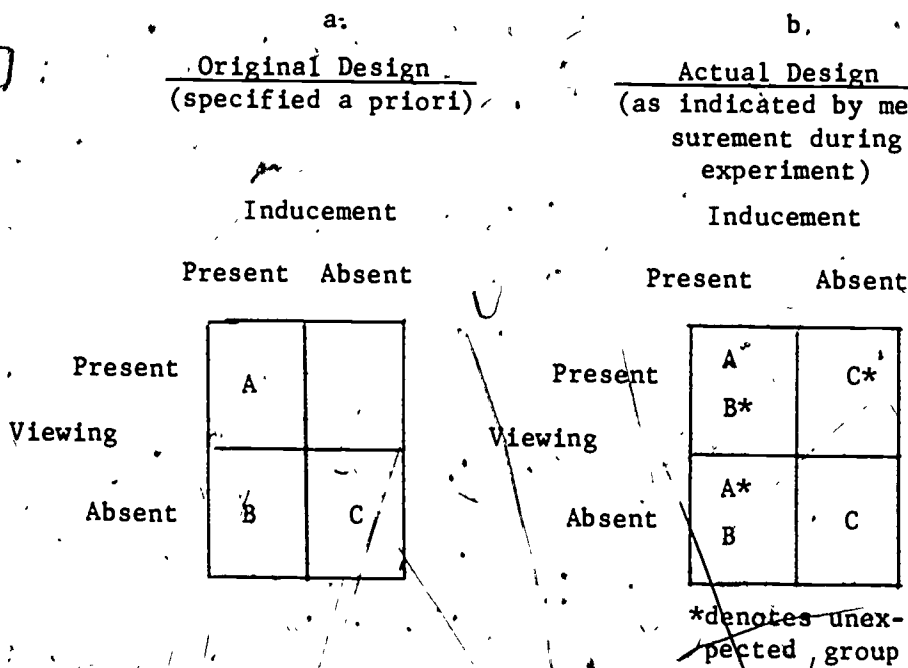 a.
Original Design
(specified a priori)
Inducement
Present Absent
Present
A
Viewing
Absent
B
C
b.
Actual Design
(as indicated by me
surement during
experiment)
Inducement
Present Absent
Present
A
C*
B*
Viewing
A*
Absent
C
B
*denotes unex-
pected group